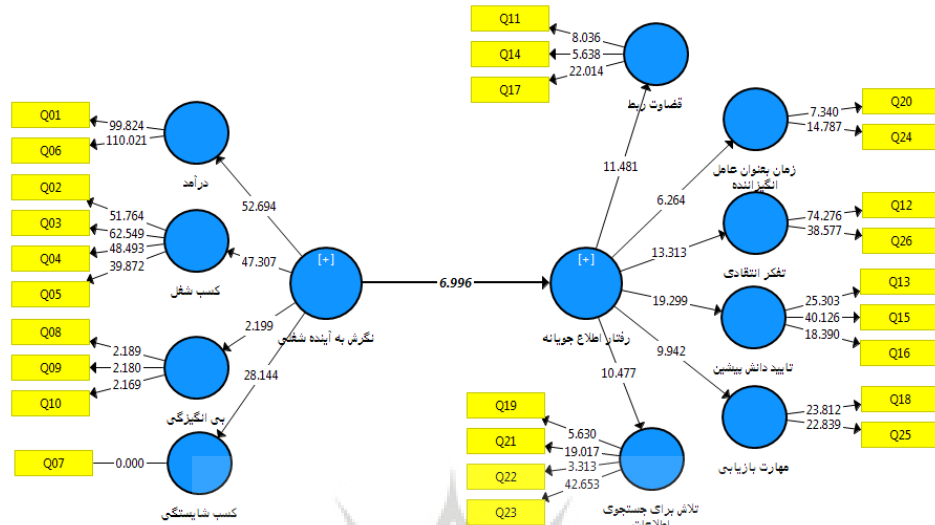 Q11
8.036
Q14
5.638
Q17
22.014
قضاوت ربط
Q01
99.824
Q06
110.021
درآمد
Q02
51.764
Q03
62.549
Q04
48.493
Q05
39.872
کسب شغل
52.694
47.307
[+]
نگرش به آینده شغلی
6.996
[+]
رفتار اطلاع جویانه
11.481
6.264
13.313
19.299
9.942
10.477
Q20
7.340
Q24
14.787
زمان بعنوان عامل
انگیزاننده
Q12
74.276
Q26
38.577
تفکر انتقادی
Q13
25.303
Q15
40.126
Q16
18.390
تایید دانش پیشین
Q18
23.812
Q25
22.839
مهارت بازیابی
Q08
2.189
Q09
2.180
Q10
2.169
بی انگیزگی
2.199
28.144
Q07
0.000
کسب شایستگی
Q19
5.630
Q21
19.017
Q22
3.313
Q23
42.653
تلاش برای جستجوی